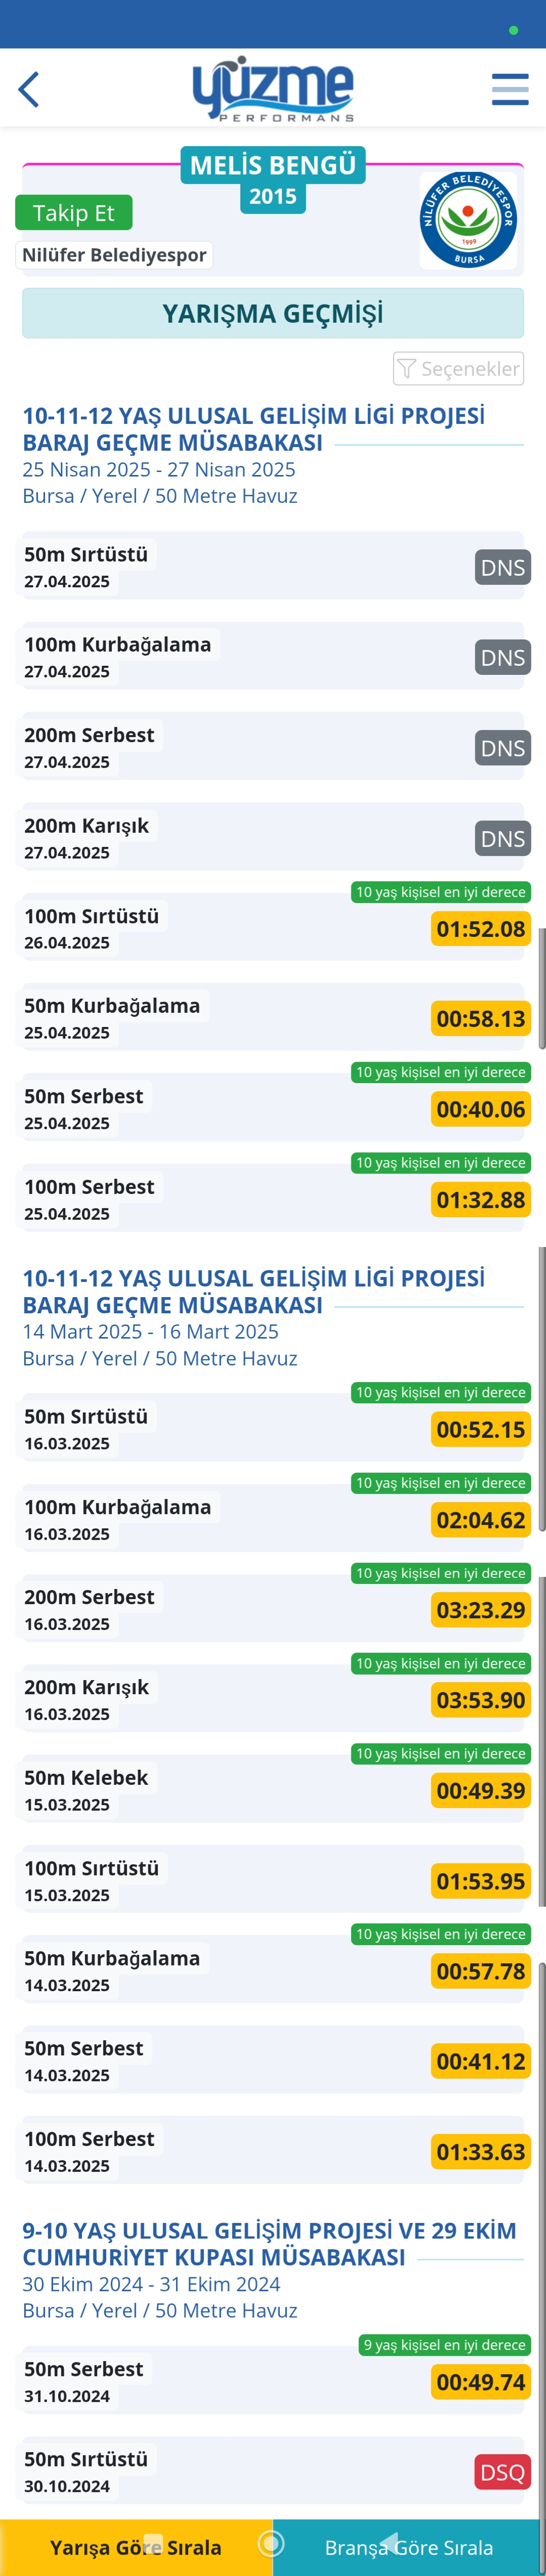 yüzme
PERFORMANS
MELİS BENGÜ
2015
Takip Et
Nilüfer Belediyespor
NİLÜFER BELEDİYESPOR
1999
BURSA
YARIŞMA GEÇMİŞİ
Seçenekler
10-11-12 YAŞ ULUSAL GELİŞİM LİGİ PROJESİ
BARAJ GEÇME MÜSABAKASI
25 Nisan 2025 - 27 Nisan 2025
Bursa / Yerel / 50 Metre Havuz
50m Sırtüstü
DNS
27.04.2025
100m Kurbağalama
DNS
27.04.2025
200m Serbest
DNS
27.04.2025
200m Karışık
DNS
27.04.2025
10 yaş kişisel en iyi derece
100m Sırtüstü
01:52.08
26.04.2025
50m Kurbağalama
00:58.13
25.04.2025
10 yaş kişisel en iyi derece
50m Serbest
00:40.06
25.04.2025
10 yaş kişisel en iyi derece
100m Serbest
01:32.88
25.04.2025
10-11-12 YAŞ ULUSAL GELİŞİM LİGİ PROJESİ
BARAJ GEÇME MÜSABAKASI
14 Mart 2025 - 16 Mart 2025
Bursa / Yerel / 50 Metre Havuz
10 yaş kişisel en iyi derece
50m Sırtüstü
00:52.15
16.03.2025
10 yaş kişisel en iyi derece
100m Kurbağalama
02:04.62
16.03.2025
10 yaş kişisel en iyi derece
200m Serbest
03:23.29
16.03.2025
10 yaş kişisel en iyi derece
200m Karışık
03:53.90
16.03.2025
10 yaş kişisel en iyi derece
50m Kelebek
00:49.39
15.03.2025
100m Sırtüstü
01:53.95
15.03.2025
10 yaş kişisel en iyi derece
50m Kurbağalama
00:57.78
14.03.2025
50m Serbest
00:41.12
14.03.2025
100m Serbest
01:33.63
14.03.2025
9-10 YAŞ ULUSAL GELİŞİM PROJESİ VE 29 EKİM
CUMHURİYET KUPASI MÜSABAKASI
30 Ekim 2024 - 31 Ekim 2024
Bursa / Yerel / 50 Metre Havuz
9 yaş kişisel en iyi derece
50m Serbest
00:49.74
31.10.2024
50m Sırtüstü
DSQ
30.10.2024
Yarışa Göre Sırala
Branşa Göre Sırala